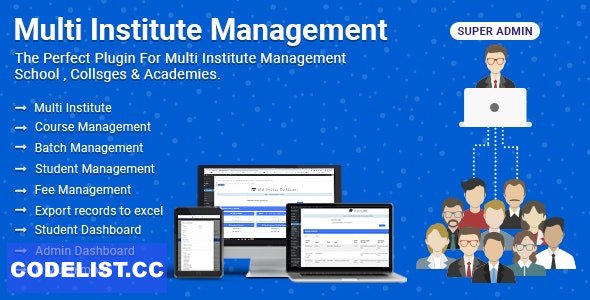 Multi Institute Management
The Perfect Plugin For Multi Institute Management
School , Collsges & Academies.
SUPER ADMIN
→ Multi Institute
→ Course Management
→ Batch Management
→ Student Management
→ Fee Management
→ Export records to excel
→ Student Dashboard
→ Admin Dashboard
CODELIST.CC